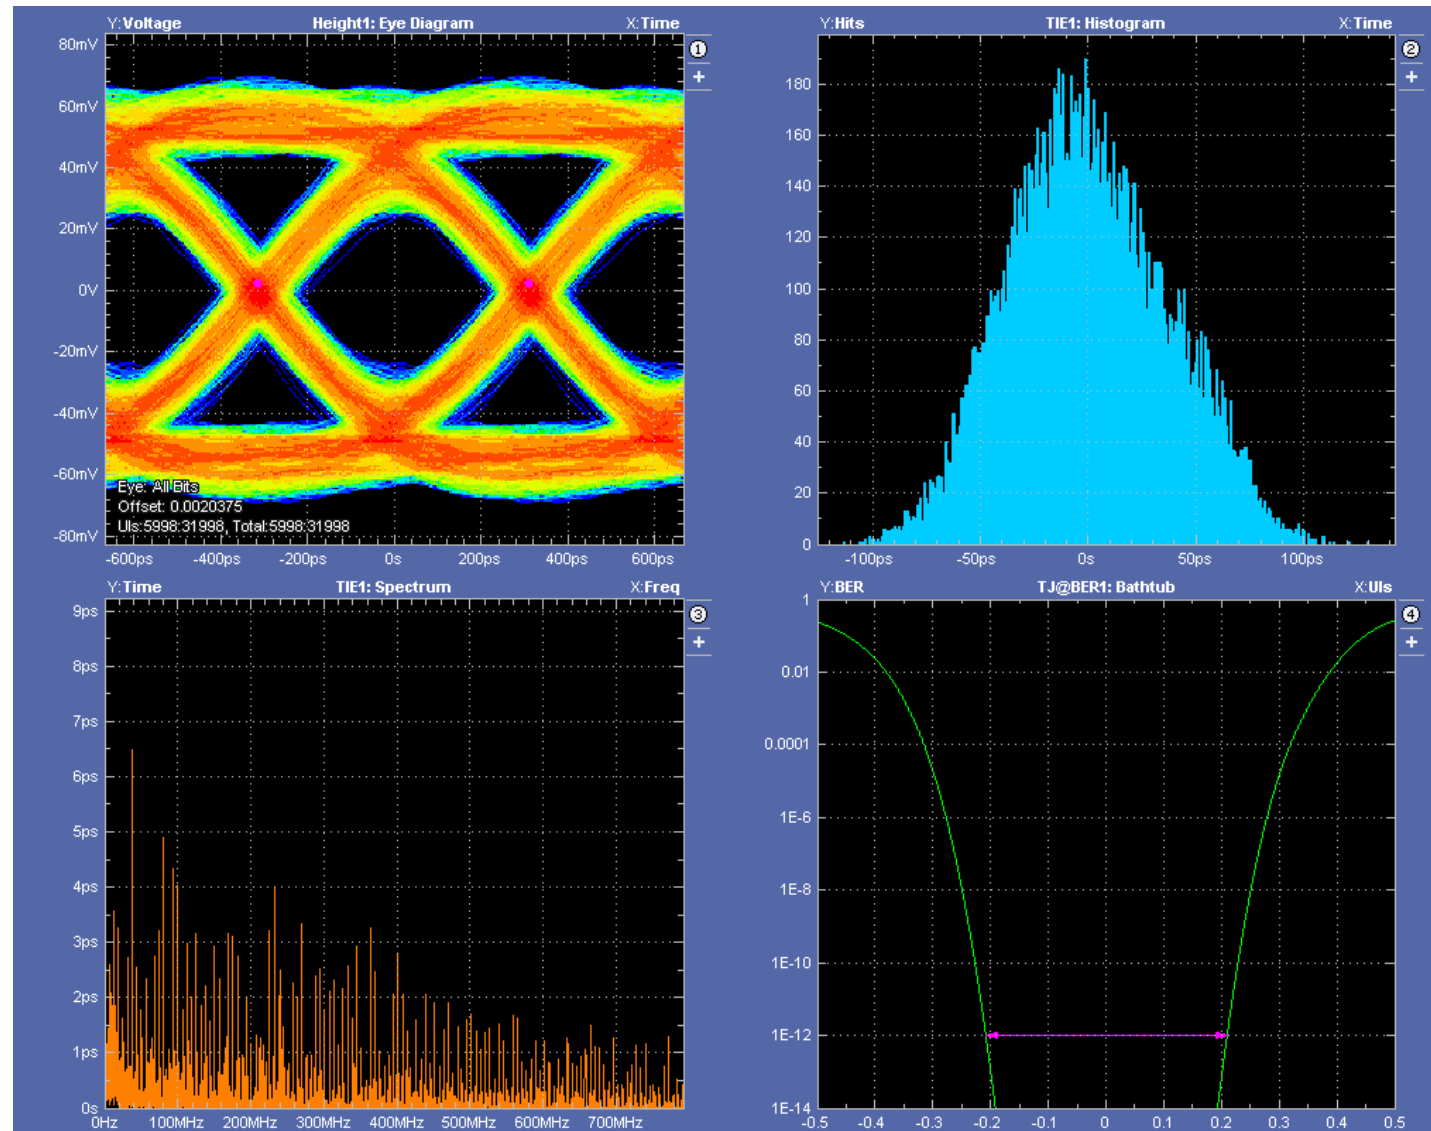 Y:Voltage Height1: Eye Diagram X:Time
80mV
60mV
40mV
20mV
0V
-20mV
-40mV
-60mV
-80mV
Eye: All Bits
Offset: 0.0020375
UIs:5998:31998, Total:5998:31998
-600ps -400ps -200ps 0s 200ps 400ps 600ps
1
+
Y:Hits TIE1: Histogram X:Time
180
160
140
120
100
80
60
40
20
0
-100ps -50ps 0s 50ps 100ps
2
+
Y:Time TIE1: Spectrum X:Freq
9ps
8ps
7ps
6ps
5ps
4ps
3ps
2ps
1ps
0s
0Hz 100MHz 200MHz 300MHz 400MHz 500MHz 600MHz 700MHz
3
+
Y:BER TJ@BER1: Bathtub X:UIs
1
0.01
0.0001
1E-6
1E-8
1E-10
1E-12
1E-14
-0.5 -0.4 -0.3 -0.2 -0.1 0 0.1 0.2 0.3 0.4 0.5
4
+